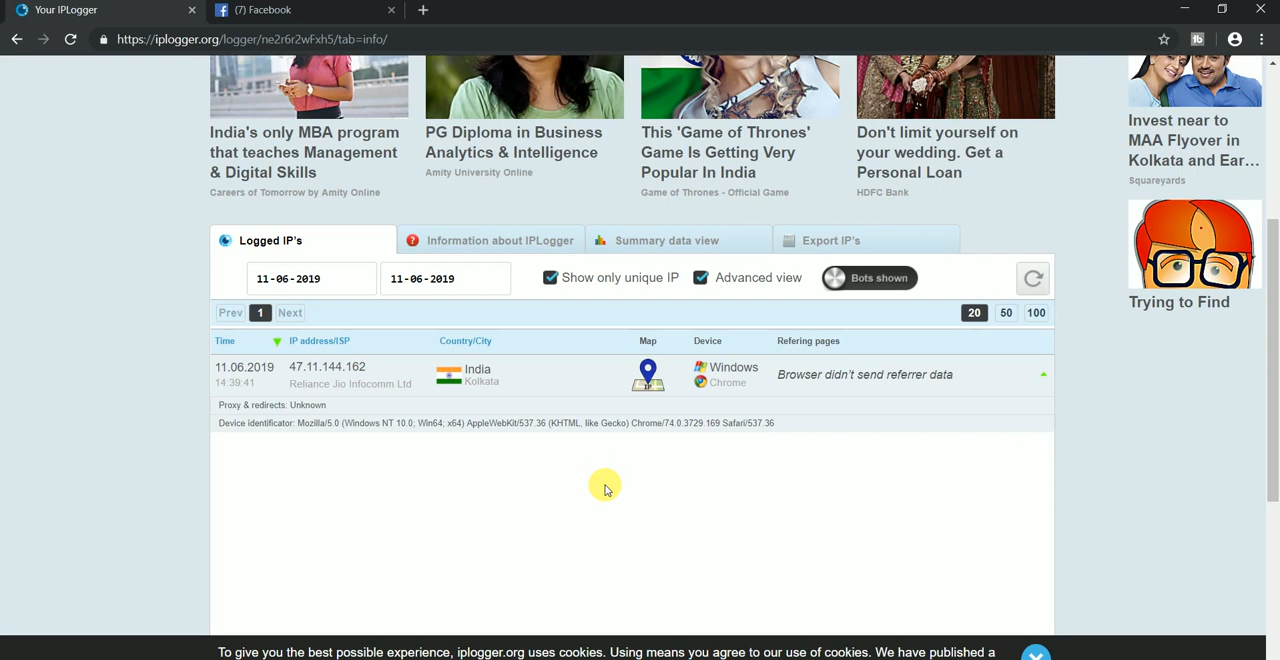 Your IPLogger
(7) Facebook
https://iplogger.org/logger/ne2r6r2wFxh5/tab=info/
India's only MBA program
that teaches Management
& Digital Skills
Careers of Tomorrow by Amity Online
PG Diploma in Business
Analytics & Intelligence
Amity University Online
This 'Game of Thrones'
Game Is Getting Very
Popular In India
Game of Thrones - Official Game
Don't limit yourself on
your wedding. Get a
Personal Loan
HDFC Bank
Invest near to
MAA Flyover in
Kolkata and Ear...
Squareyards
Trying to Find
Logged IP's
Information about IPLogger
Summary data view
Export IP's
11-06-2019
11-06-2019
Show only unique IP
Advanced view
Bots shown
Prev 1 Next
20 50 100
Time
IP address/ISP
Country/City
Map
Device
Refering pages
11.06.2019
14:39:41
47.11.144.162
Reliance Jio Infocomm Ltd
India
Kolkata
IP
Windows
Chrome
Browser didn't send referrer data
Proxy & redirects: Unknown
Device identificator: Mozilla/5.0 (Windows NT 10.0; Win64; x64) AppleWebKit/537.36 (KHTML, like Gecko) Chrome/74.0.3729.169 Safari/537.36
To give you the best possible experience, iplogger.org uses cookies. Using means you agree to our use of cookies. We have published a